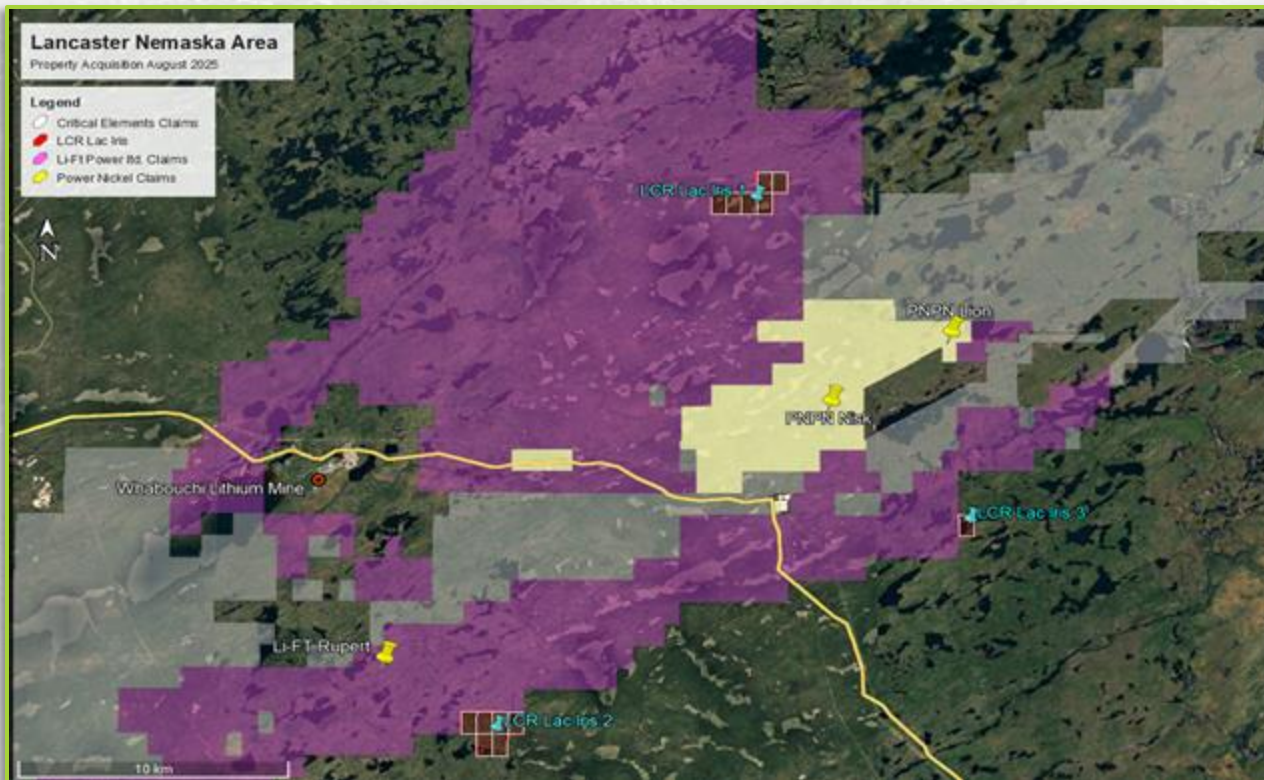 Lancaster Nemaska Area
Property Acquisition August 2025
Legend
Critical Elements Claims
LCR Lac Iris
Li-Ft Power ltd. Claims
Power Nickel Claims
N
LCR Lac Iris 1
PNPN Lion
PNPN Nisk
Whabouchi Lithium Mine
LCR Lac Iris 3
Li-FT Rupert
LCR Lac Iris 2
10 km